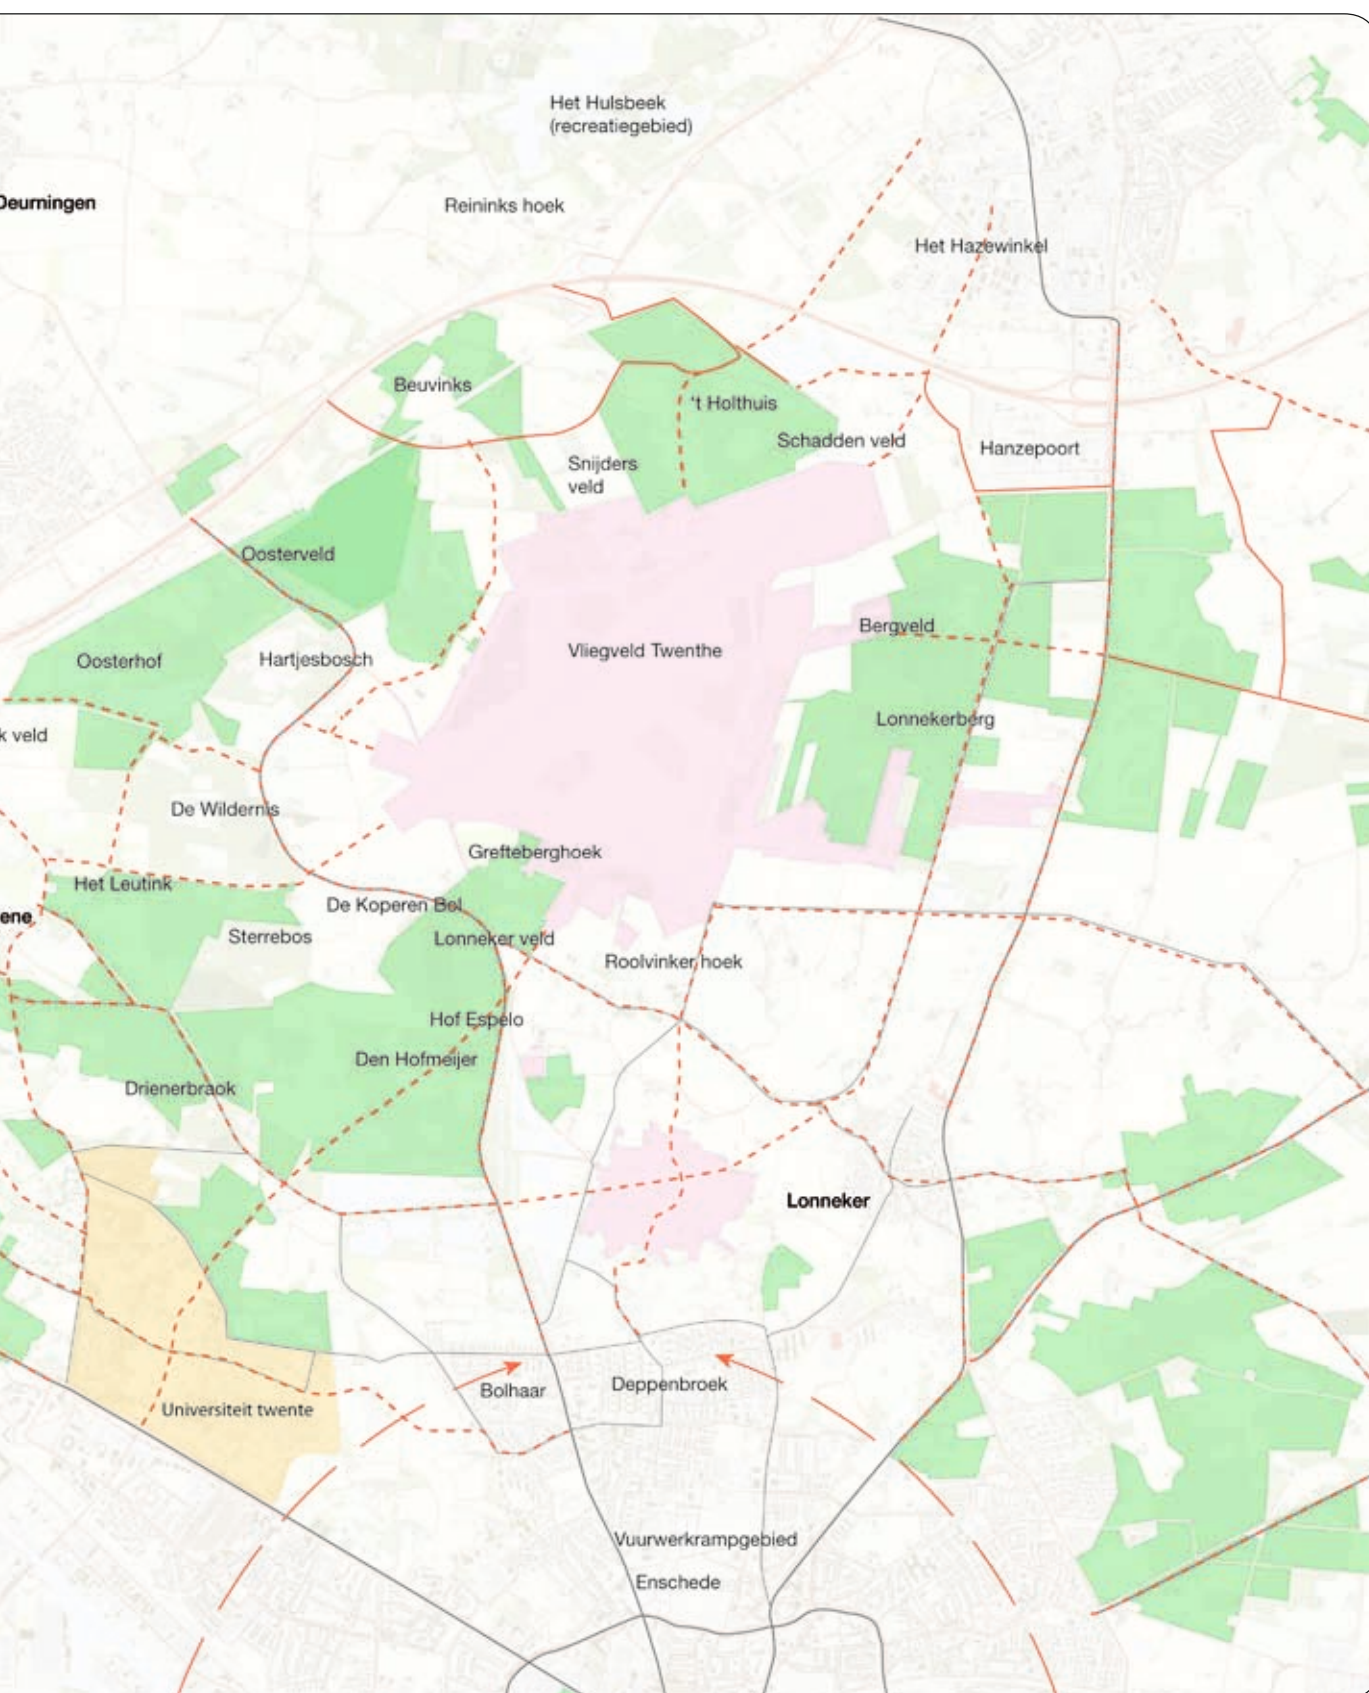 Het Hulsbeek
(recreatiegebied)
Deurningen
Reininks hoek
Het Hazewinkel
Beuvinks
't Holthuis
Schadden veld
Hanzepoort
Snijders
veld
Oosterveld
Bergveld
Vliegveld Twenthe
Oosterhof
Hartjesbosch
Lonnekerberg
k veld
De Wildernis
Grefteberghoek
Het Leutink
De Koperen Bol
ene
Sterrebos
Lonneker veld
Roolvinker hoek
Hof Espelo
Den Hofmeijer
Drienerbraok
Lonneker
Bolhaar
Deppenbroek
Universiteit twente
Vuurwerkrampgebied
Enschede